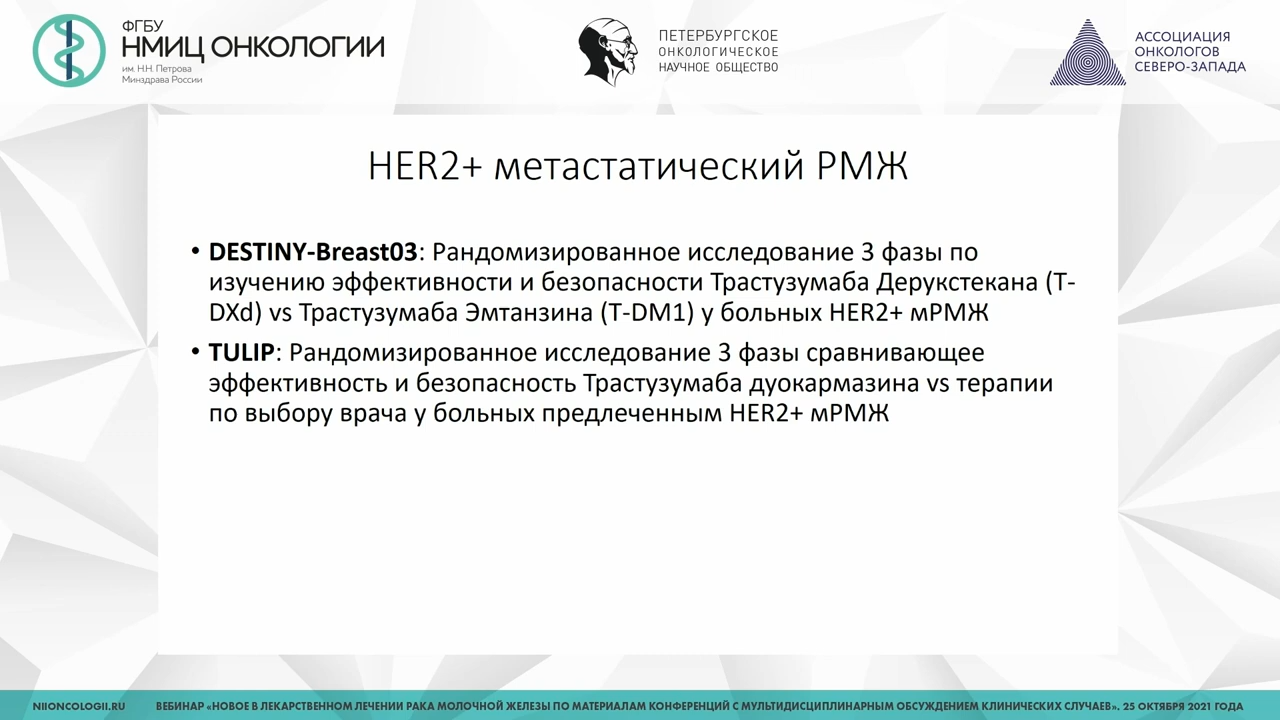 ФГБУ
НМИЦ ОНКОЛОГИИ
им. Н.Н. Петрова
Минздрава России
ПЕТЕРБУРГСКОЕ
ОНКОЛОГИЧЕСКОЕ
НАУЧНОЕ ОБЩЕСТВО
АССОЦИАЦИЯ
ОНКОЛОГОВ
СЕВЕРО-ЗАПАДА
HER2+ метастатический РМЖ
• DESTINY-Breast03: Рандомизированное исследование 3 фазы по
изучению эффективности и безопасности Трастузумаба Дерукстекана (T-
DXd) vs Трастузумаба Эмтанзина (T-DM1) у больных HER2+ мРМЖ
• TULIP: Рандомизированное исследование 3 фазы сравнивающее
эффективность и безопасность Трастузумаба дуокармазина vs терапии
по выбору врача у больных предлеченным HER2+ мРМЖ
NIIONCOLOGII.RU
ВЕБИНАР «НОВОЕ В ЛЕКАРСТВЕННОМ ЛЕЧЕНИИ РАКА МОЛОЧНОЙ ЖЕЛЕЗЫ ПО МАТЕРИАЛАМ КОНФЕРЕНЦИЙ С МУЛЬТИДИСЦИПЛИНАРНЫМ ОБСУЖДЕНИЕМ КЛИНИЧЕСКИХ СЛУЧАЕВ». 25 ОКТЯБРЯ 2021 ГОДА